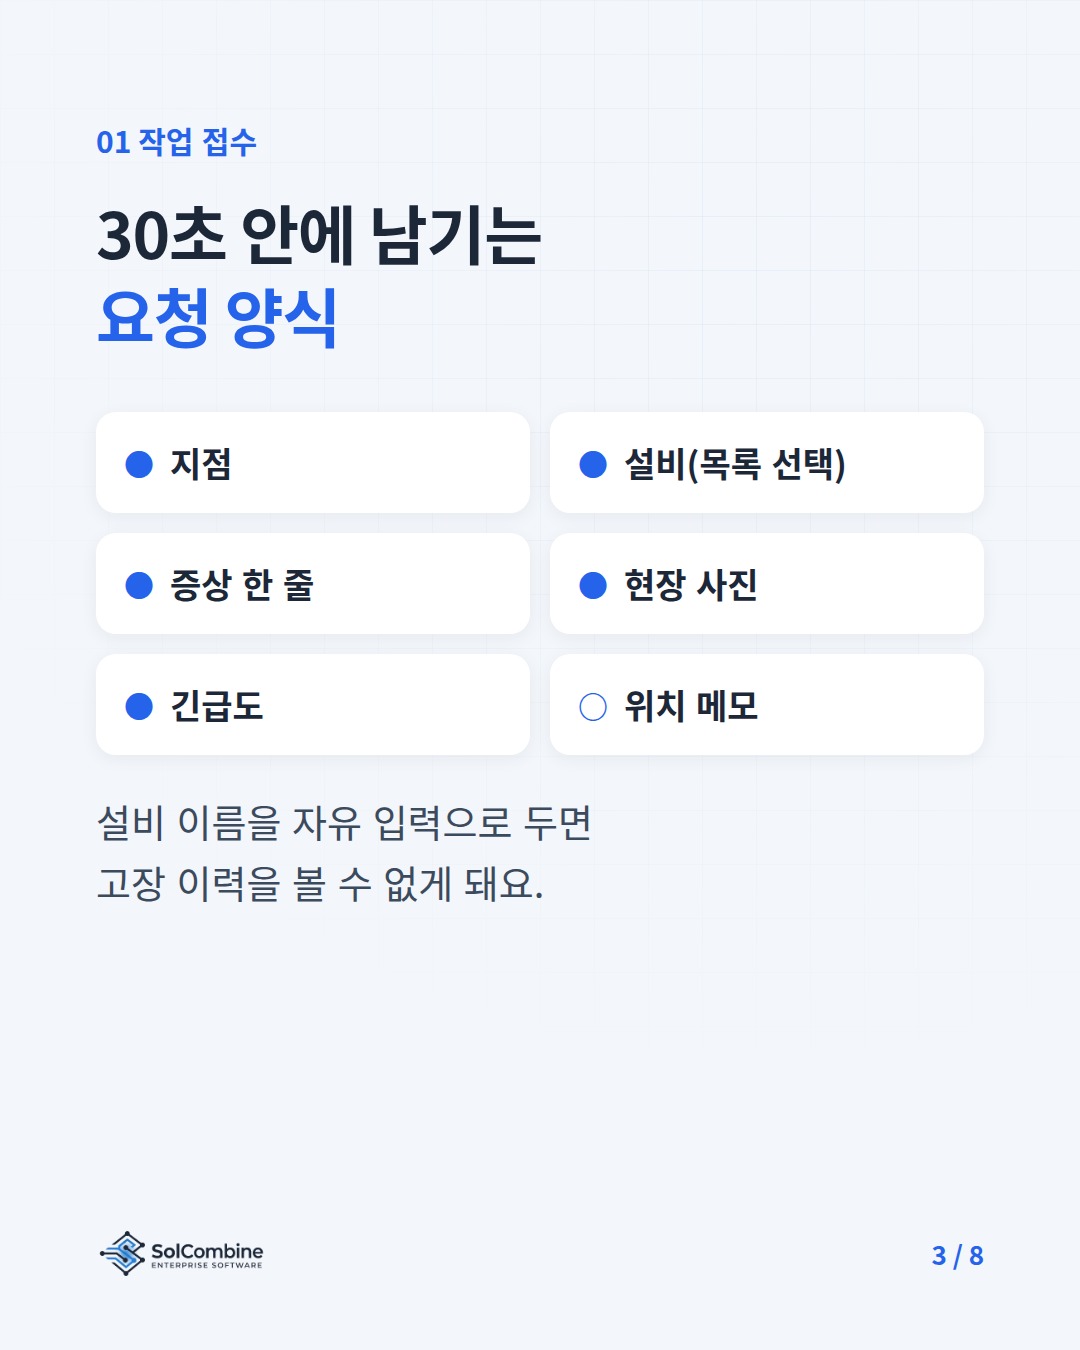 01 작업 접수
30초 안에 남기는
요청 양식
● 지점
● 설비(목록 선택)
● 증상 한 줄
● 현장 사진
● 긴급도
○ 위치 메모
설비 이름을 자유 입력으로 두면
고장 이력을 볼 수 없게 돼요.
SolCombine
ENTERPRISE SOFTWARE
3 / 8